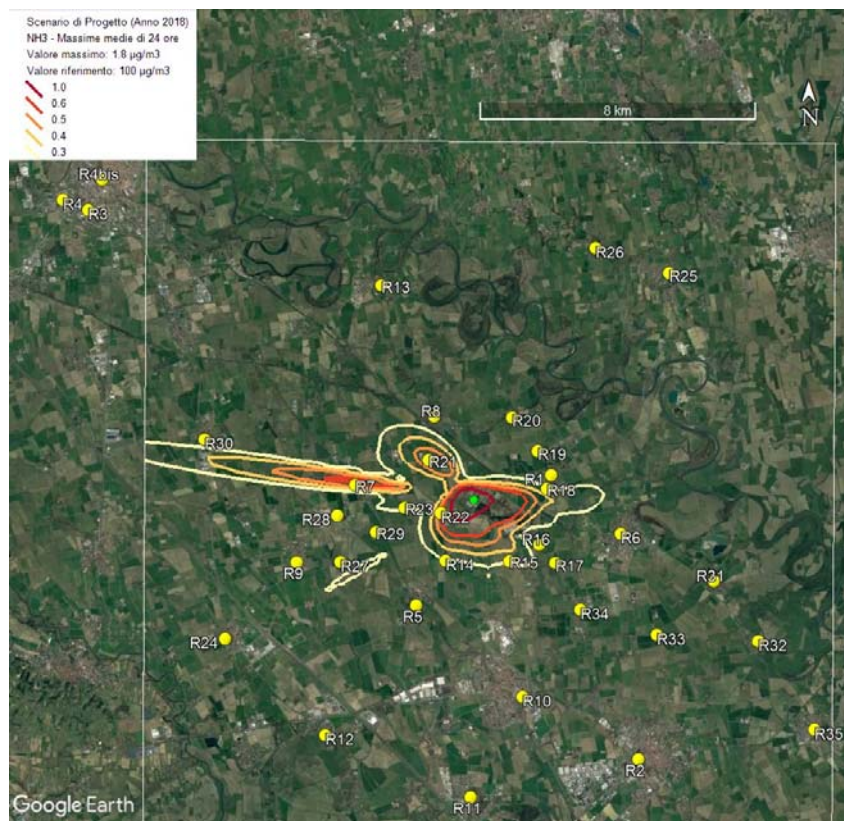 Scenario di Progetto (Anno 2018)
NH3 - Massime medie di 24 ore
Valore massimo: 1.8 µg/m3
Valore riferimento: 100 µg/m3
1.0
0.6
0.5
0.4
0.3
8 km
N
R4bis
R4
R3
R26
R25
R13
R8
R20
R30
R19
R21
R1
R7
R18
R23
R22
R28
R29
R6
R16
R9
R27
R14
R15
R17
R21
R5
R34
R24
R33
R32
R10
R12
R35
R2
R11
Google Earth